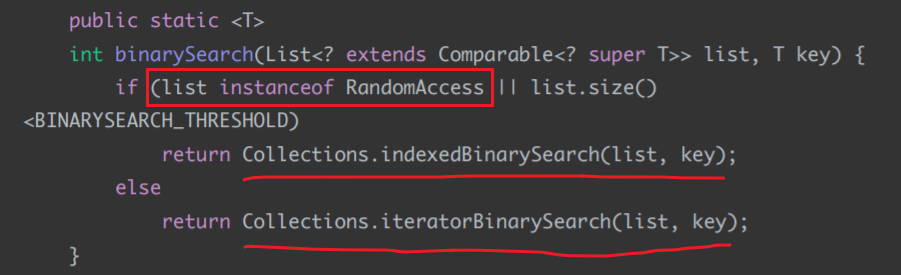 public static <T>
int binarySearch(List<? extends Comparable<? super T>> list, T key) {
if (list instanceof RandomAccess || list.size()
<BINARYSEARCH_THRESHOLD)
return Collections.indexedBinarySearch(list, key);
else
return Collections.iteratorBinarySearch(list, key);
}